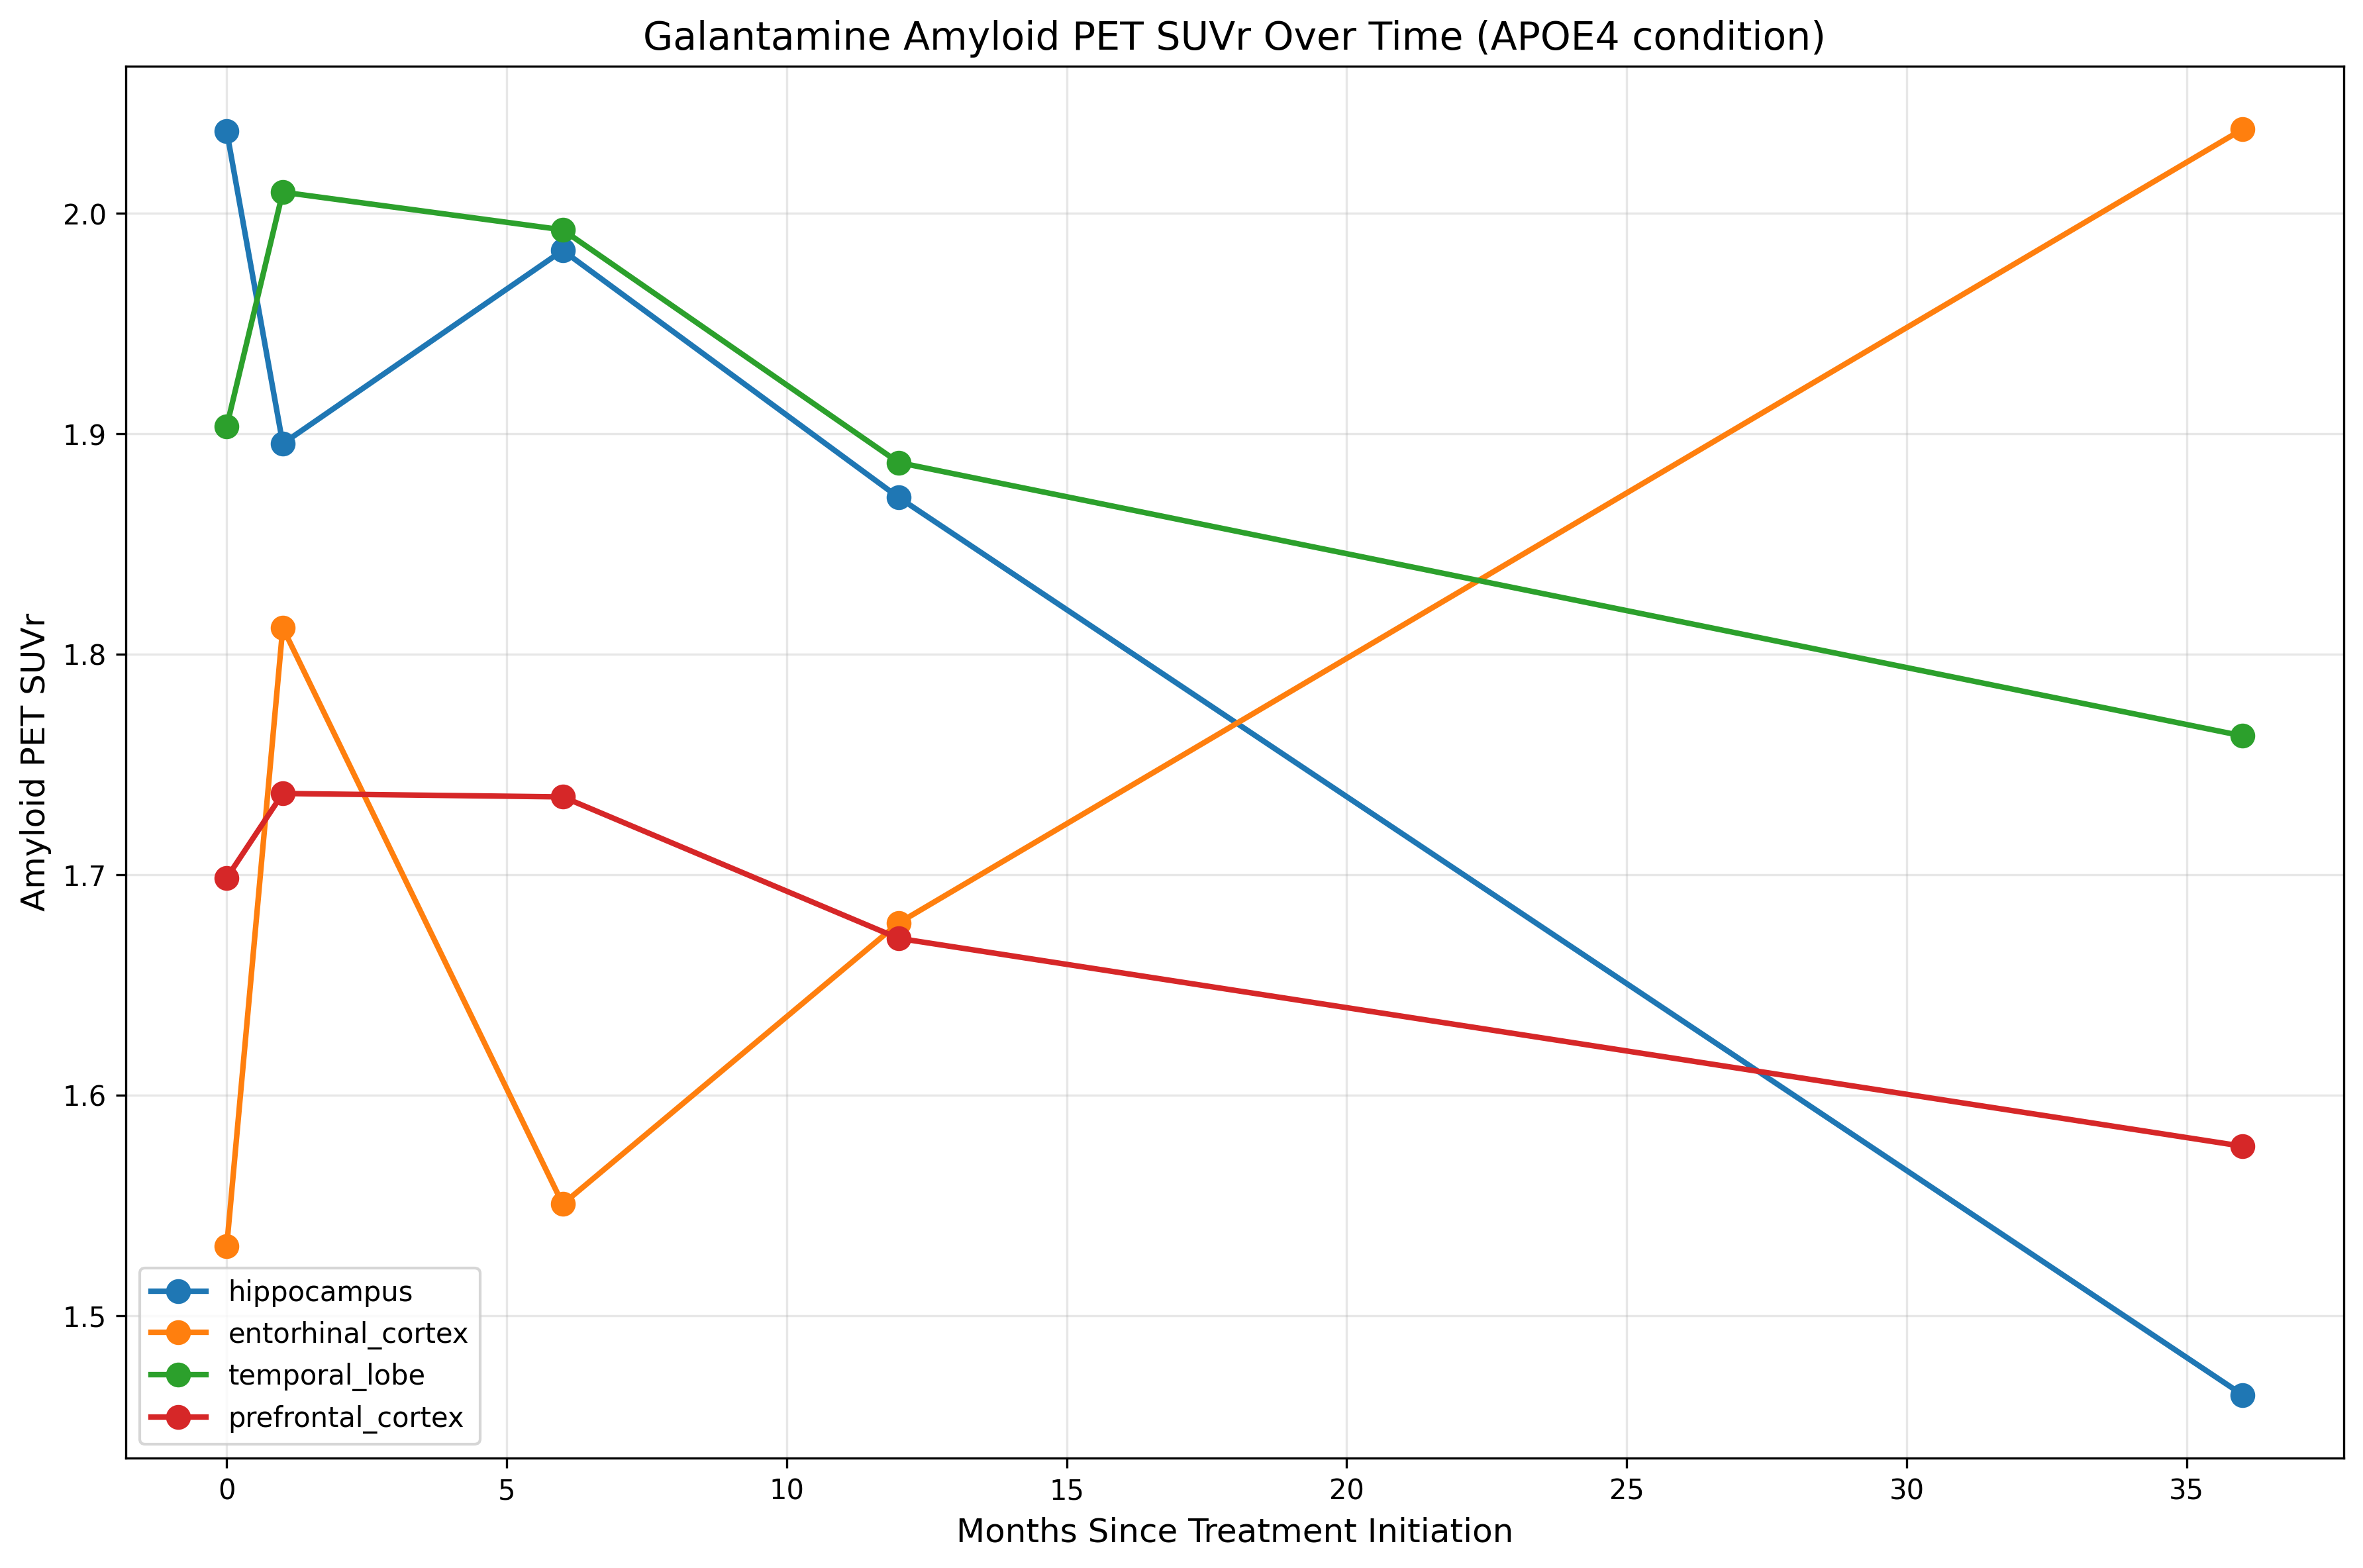 Galantamine Amyloid PET SUVr Over Time (APOE4 condition)
Amyloid PET SUVr
2.0
1.9
1.8
1.7
1.6
1.5
hippocampus
entorhinal_cortex
temporal_lobe
prefrontal_cortex
0 5 10 15 20 25 30 35
Months Since Treatment Initiation